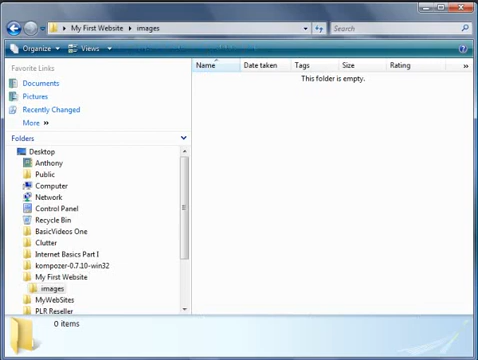 My First Website ▸ images
Search
Organize Views
Favorite Links
Documents
Pictures
Recently Changed
More »
Folders
Desktop
Anthony
Public
Computer
Network
Control Panel
Recycle Bin
BasicVideos One
Clutter
Internet Basics Part I
kompozer-0.7.10-win32
My First Website
images
MyWebSites
PLR Reseller
Name Date taken Tags Size Rating »
This folder is empty.
0 items